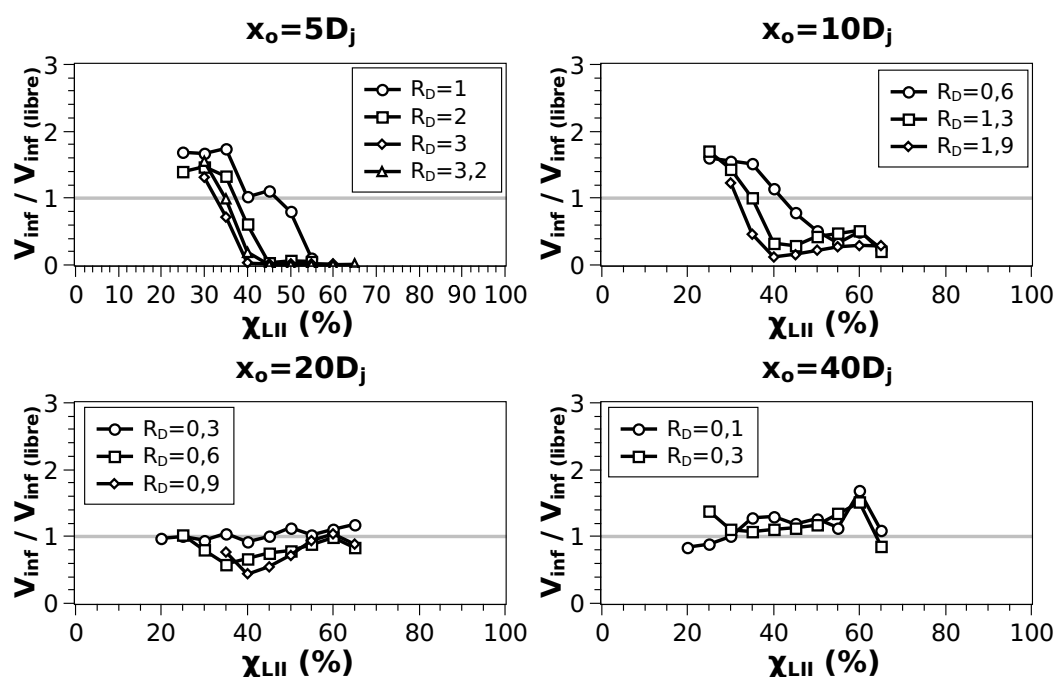 x_o=5D_j
V_inf / V_inf (libre)
3
2
1
0
R_D=1
R_D=2
R_D=3
R_D=3,2
0 10 20 30 40 50 60 70 80 90 100
χ_LII (%)
x_o=10D_j
V_inf / V_inf (libre)
3
2
1
0
R_D=0,6
R_D=1,3
R_D=1,9
0 20 40 60 80 100
χ_LII (%)
x_o=20D_j
V_inf / V_inf (libre)
3
2
1
0
R_D=0,3
R_D=0,6
R_D=0,9
0 20 40 60 80 100
χ_LII (%)
x_o=40D_j
V_inf / V_inf (libre)
3
2
1
0
R_D=0,1
R_D=0,3
0 20 40 60 80 100
χ_LII (%)